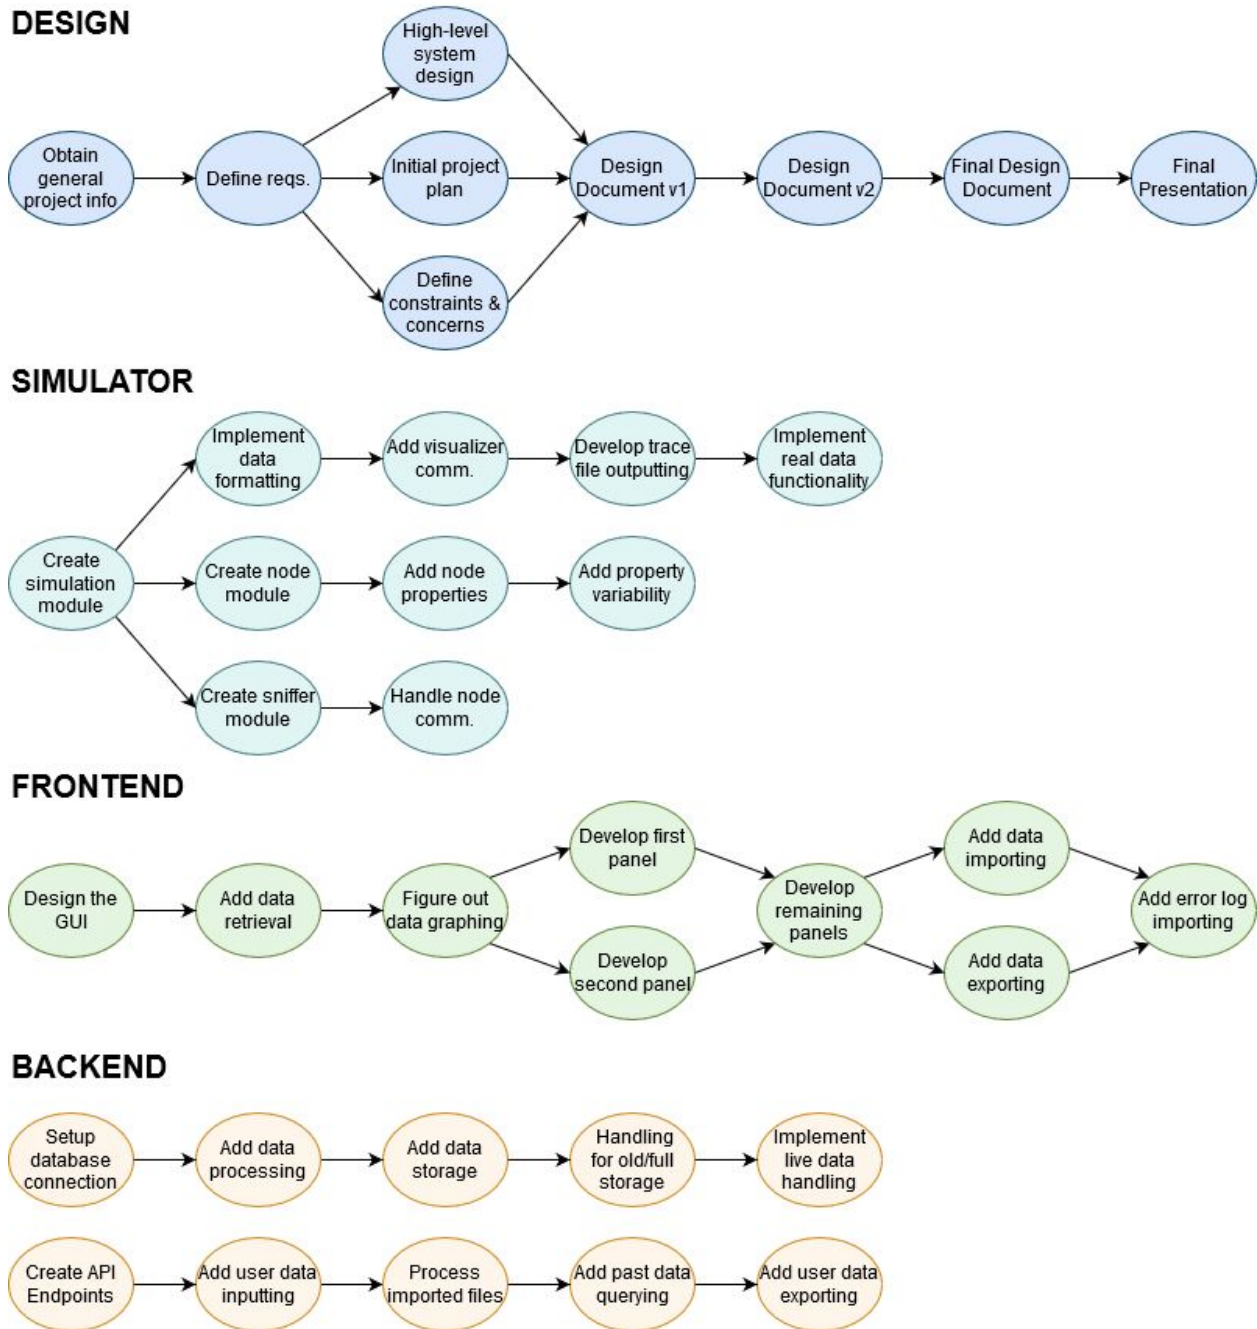 DESIGN
High-level
system
design
Obtain
general
project info
Define reqs.
Initial project
plan
Design
Document v1
Design
Document v2
Final Design
Document
Final
Presentation
Define
constraints &
concerns
SIMULATOR
Implement
data
formatting
Add visualizer
comm.
Develop trace
file outputting
Implement
real data
functionality
Create
simulation
module
Create node
module
Add node
properties
Add property
variability
Create sniffer
module
Handle node
comm.
FRONTEND
Develop first
panel
Add data
importing
Design the
GUI
Add data
retrieval
Figure out
data graphing
Develop
remaining
panels
Add error log
importing
Develop
second panel
Add data
exporting
BACKEND
Setup
database
connection
Add data
processing
Add data
storage
Handling
for old/full
storage
Implement
live data
handling
Create API
Endpoints
Add user data
inputting
Process
imported files
Add past data
querying
Add user data
exporting